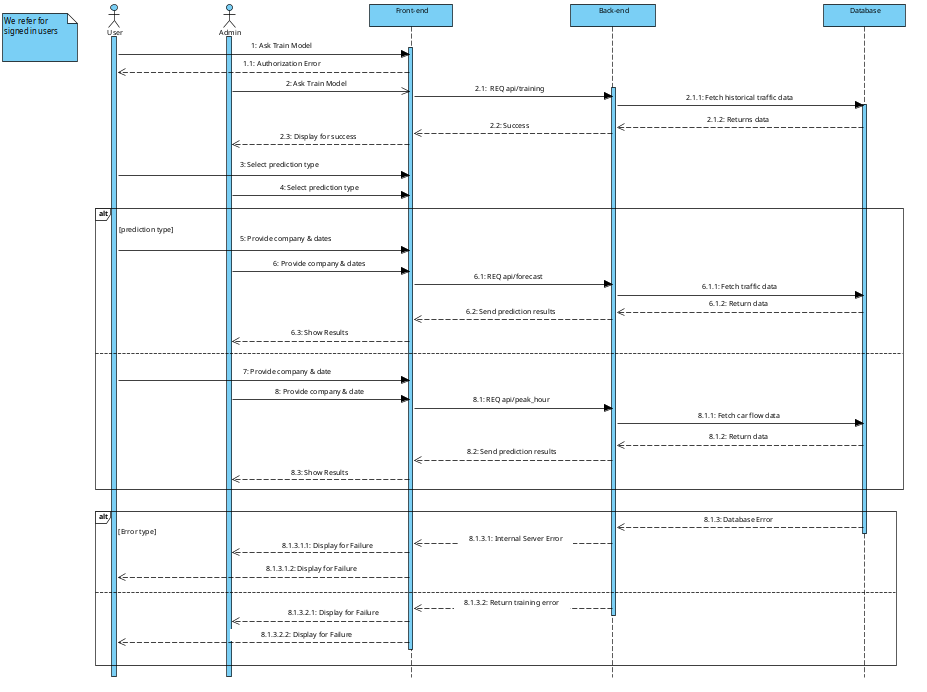 We refer for
signed in users
User
Admin
Front-end
Back-end
Database
1: Ask Train Model
1.1: Authorization Error
2: Ask Train Model
2.1: REQ api/training
2.1.1: Fetch historical traffic data
2.1.2: Returns data
2.2: Success
2.3: Display for success
3: Select prediction type
4: Select prediction type
alt
[prediction type]
5: Provide company & dates
6: Provide company & dates
6.1: REQ api/forecast
6.1.1: Fetch traffic data
6.1.2: Return data
6.2: Send prediction results
6.3: Show Results
7: Provide company & date
8: Provide company & date
8.1: REQ api/peak_hour
8.1.1: Fetch car flow data
8.1.2: Return data
8.2: Send prediction results
8.3: Show Results
alt
[Error type]
8.1.3: Database Error
8.1.3.1: Internal Server Error
8.1.3.1.1: Display for Failure
8.1.3.1.2: Display for Failure
8.1.3.2: Return training error
8.1.3.2.1: Display for Failure
8.1.3.2.2: Display for Failure